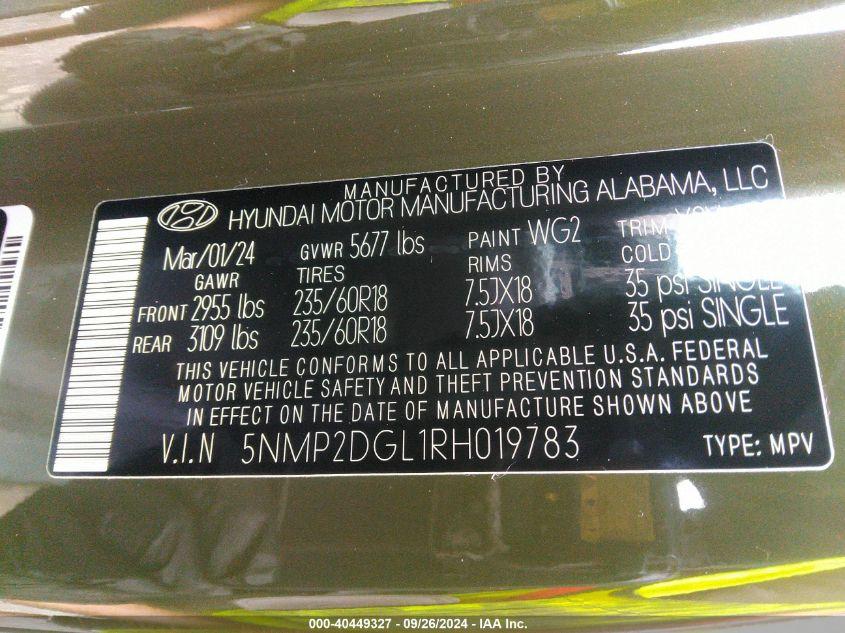 MANUFACTURED BY
HYUNDAI MOTOR MANUFACTURING ALABAMA, LLC
Mar/01/24 GVWR 5677 lbs PAINT WG2 TRIM
GAWR TIRES RIMS COLD
FRONT 2955 lbs 235/60R18 7.5JX18 35 psi SINGLE
REAR 3109 lbs 235/60R18 7.5JX18 35 psi SINGLE
THIS VEHICLE CONFORMS TO ALL APPLICABLE U.S.A. FEDERAL
MOTOR VEHICLE SAFETY AND THEFT PREVENTION STANDARDS
IN EFFECT ON THE DATE OF MANUFACTURE SHOWN ABOVE.
V.I.N 5NMP2DGL1RH019783 TYPE: MPV
000-40449327 - 09/26/2024 - IAA Inc.